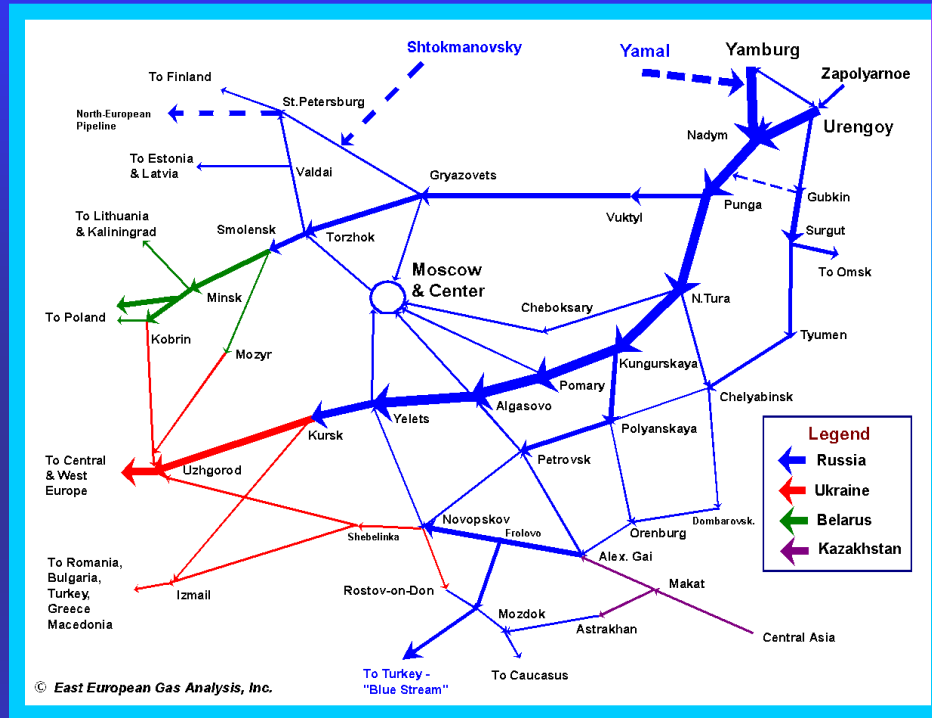 Shtokmanovsky
Yamal
Yamburg
To Finland
Zapolyarnoe
St.Petersburg
North-European
Pipeline
Urengoy
Nadym
To Estonia
& Latvia
Valdai
Gryazovets
Punga
Gubkin
Vuktyl
To Lithuania
& Kaliningrad
Smolensk
Torzhok
Surgut
Moscow
& Center
To Omsk
Minsk
N.Tura
Cheboksary
To Poland
Kobrin
Mozyr
Tyumen
Kungurskaya
Pomary
Chelyabinsk
Algasovo
Yelets
Kursk
Polyanskaya
Legend
Russia
Ukraine
Belarus
Kazakhstan
Petrovsk
To Central
& West
Europe
Uzhgorod
Novopskov
Frolovo
Shebelinka
Orenburg
Dombarovsk.
Alex. Gai
To Romania,
Bulgaria,
Turkey,
Greece
Macedonia
Izmail
Rostov-on-Don
Makat
Mozdok
Astrakhan
Central Asia
To Turkey -
"Blue Stream"
To Caucasus
© East European Gas Analysis, Inc.